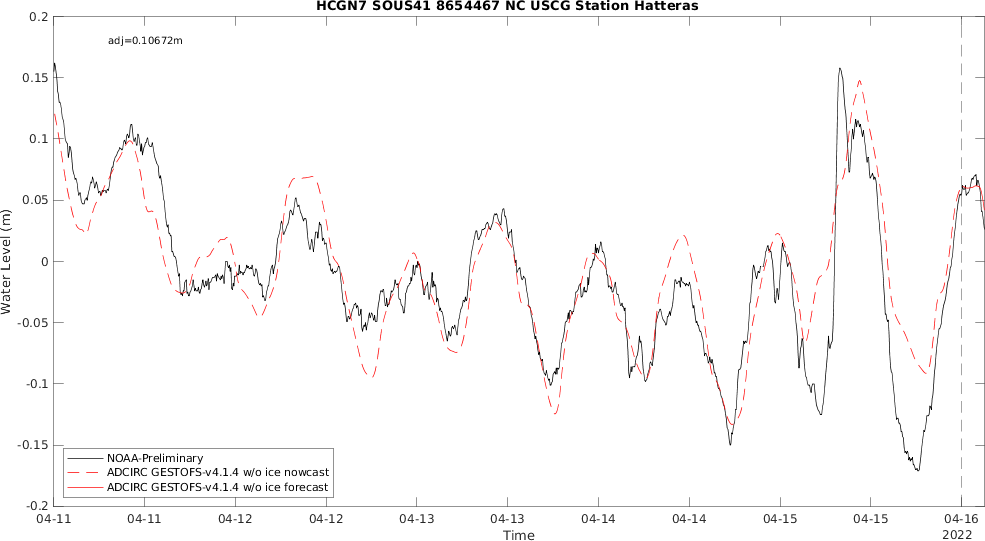 HCGN7 SOUS41 8654467 NC USCG Station Hatteras
adj=0.10672m
0.2
0.15
0.1
0.05
0
-0.05
-0.1
-0.15
-0.2
Water Level (m)
NOAA-Preliminary
ADCIRC GESTOFS-v4.1.4 w/o ice nowcast
ADCIRC GESTOFS-v4.1.4 w/o ice forecast
04-11 04-11 04-12 04-12 04-13 04-13 04-14 04-14 04-15 04-15 04-16
2022
Time